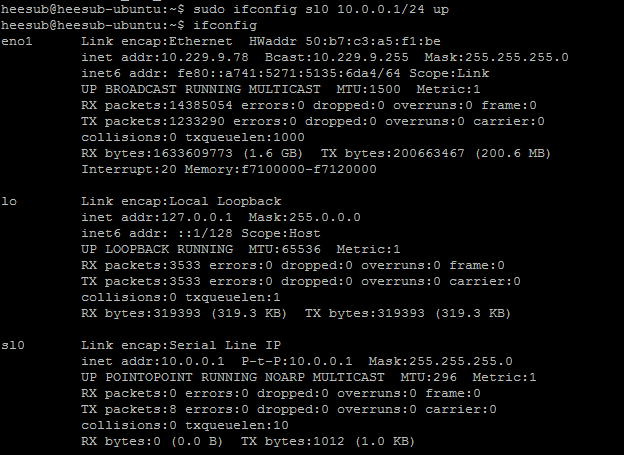 heesub@heesub-ubuntu:~$ sudo ifconfig sl0 10.0.0.1/24 up
heesub@heesub-ubuntu:~$ ifconfig
eno1      Link encap:Ethernet  HWaddr 50:b7:c3:a5:f1:be
          inet addr:10.229.9.78  Bcast:10.229.9.255  Mask:255.255.255.0
          inet6 addr: fe80::a741:5271:5135:6da4/64 Scope:Link
          UP BROADCAST RUNNING MULTICAST  MTU:1500  Metric:1
          RX packets:14385054 errors:0 dropped:0 overruns:0 frame:0
          TX packets:1233290 errors:0 dropped:0 overruns:0 carrier:0
          collisions:0 txqueuelen:1000
          RX bytes:1633609773 (1.6 GB)  TX bytes:200663467 (200.6 MB)
          Interrupt:20 Memory:f7100000-f7120000

lo        Link encap:Local Loopback
          inet addr:127.0.0.1  Mask:255.0.0.0
          inet6 addr: ::1/128 Scope:Host
          UP LOOPBACK RUNNING  MTU:65536  Metric:1
          RX packets:3533 errors:0 dropped:0 overruns:0 frame:0
          TX packets:3533 errors:0 dropped:0 overruns:0 carrier:0
          collisions:0 txqueuelen:1
          RX bytes:319393 (319.3 KB)  TX bytes:319393 (319.3 KB)

sl0       Link encap:Serial Line IP
          inet addr:10.0.0.1  P-t-P:10.0.0.1  Mask:255.255.255.0
          UP POINTOPOINT RUNNING NOARP MULTICAST  MTU:296  Metric:1
          RX packets:0 errors:0 dropped:0 overruns:0 frame:0
          TX packets:8 errors:0 dropped:0 overruns:0 carrier:0
          collisions:0 txqueuelen:10
          RX bytes:0 (0.0 B)  TX bytes:1012 (1.0 KB)